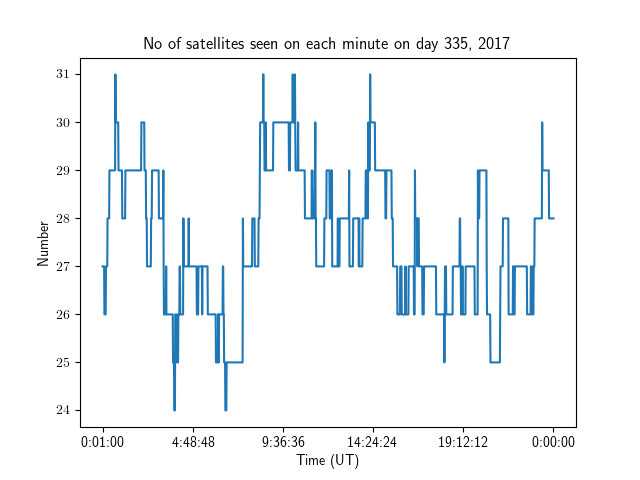 No of satellites seen on each minute on day 335, 2017
31
30
29
28
27
26
25
24
Number
0:01:00 4:48:48 9:36:36 14:24:24 19:12:12 0:00:00
Time (UT)